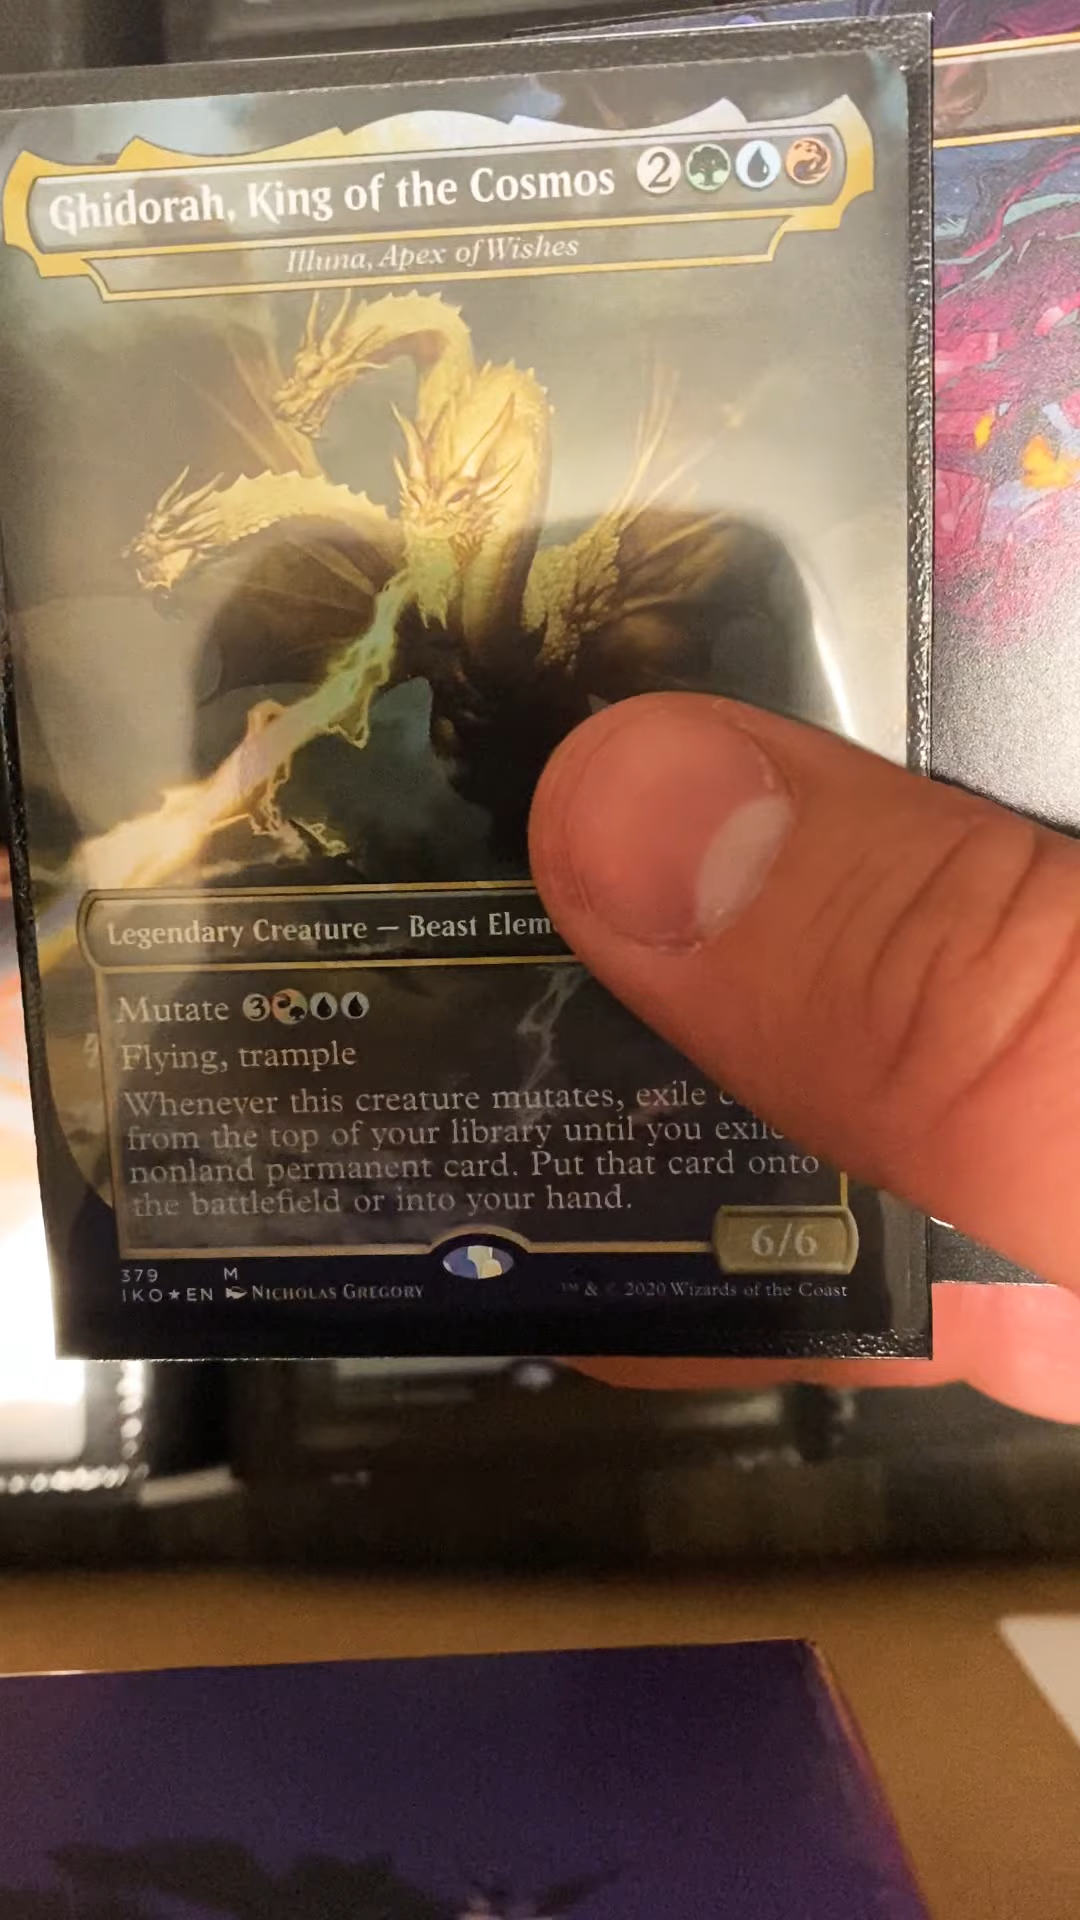 Ghidorah, King of the Cosmos 2
Illuna, Apex of Wishes
Legendary Creature — Beast Elem
Mutate 3
Flying, trample
Whenever this creature mutates, exile
from the top of your library until you exile
nonland permanent card. Put that card onto
the battlefield or into your hand.
6/6
379 M
IKO★EN NICHOLAS GREGORY
™ & © 2020 Wizards of the Coast